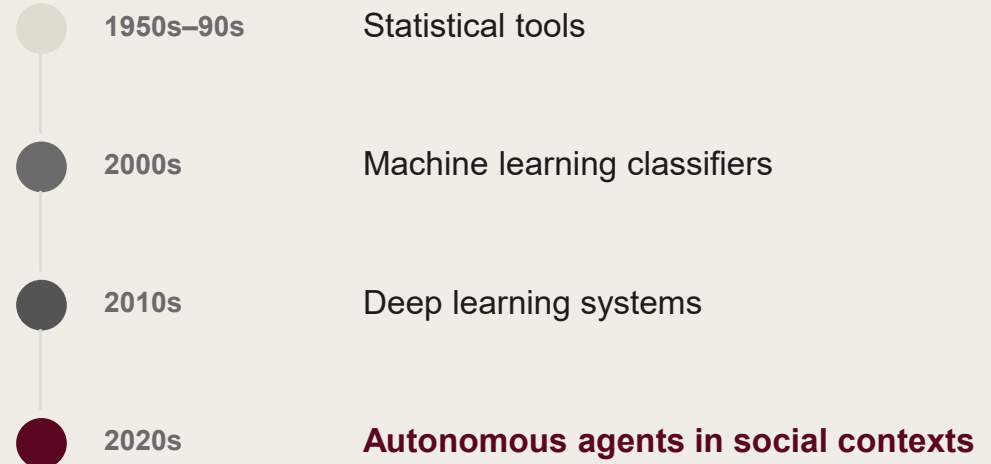 1950s–90s Statistical tools
2000s Machine learning classifiers
2010s Deep learning systems
2020s Autonomous agents in social contexts